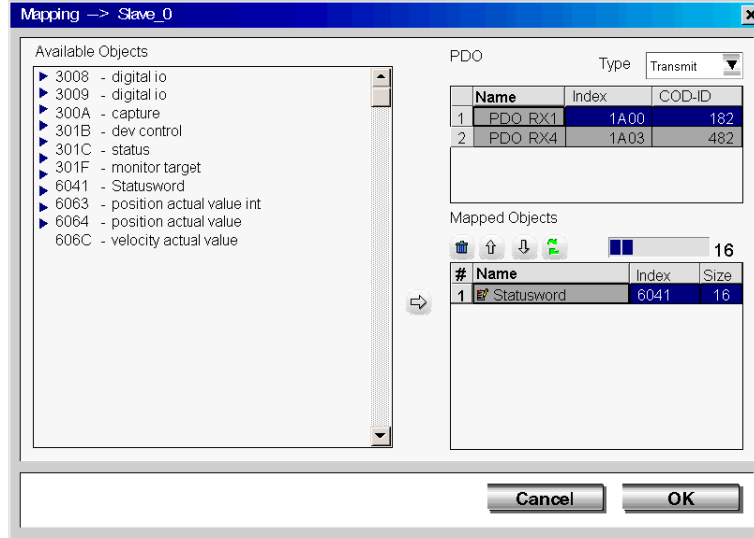 Mapping —> Slave_0
Available Objects
3008 - digital io
3009 - digital io
300A - capture
301B - dev control
301C - status
301F - monitor target
6041 - Statusword
6063 - position actual value int
6064 - position actual value
606C - velocity actual value
PDO
Type Transmit
Name Index COD-ID
1 PDO RX1 1A00 182
2 PDO RX4 1A03 482
Mapped Objects
16
# Name Index Size
1 Statusword 6041 16
Cancel OK